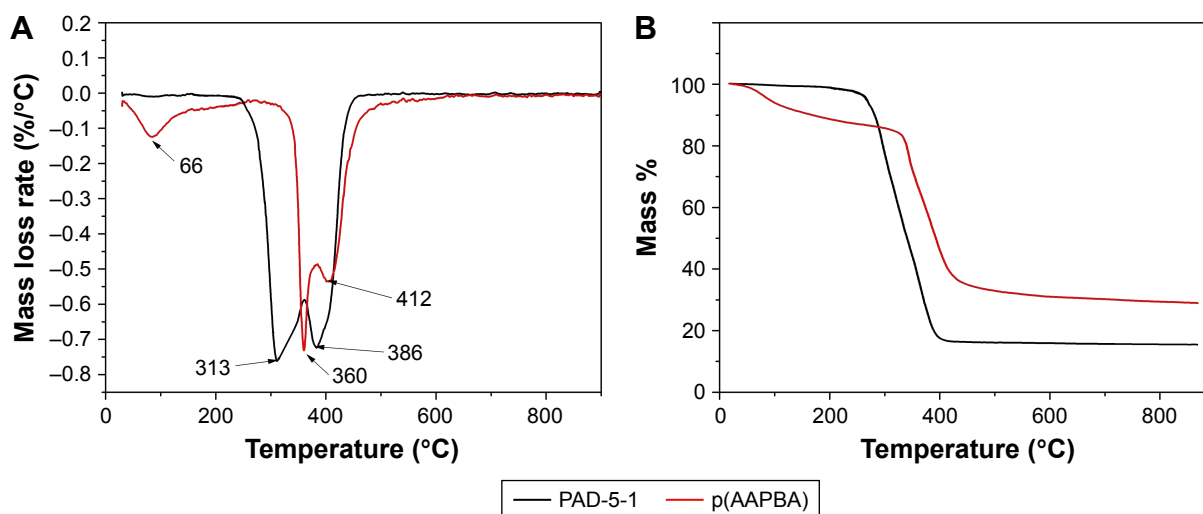 A
0.2
0.1
0.0
–0.1
–0.2
–0.3
–0.4
–0.5
–0.6
–0.7
–0.8
Mass loss rate (%/°C)
66
412
386
313
360
0 200 400 600 800
Temperature (°C)
B
100
80
60
40
20
0
Mass %
0 200 400 600 800
Temperature (°C)
PAD-5-1 p(AAPBA)